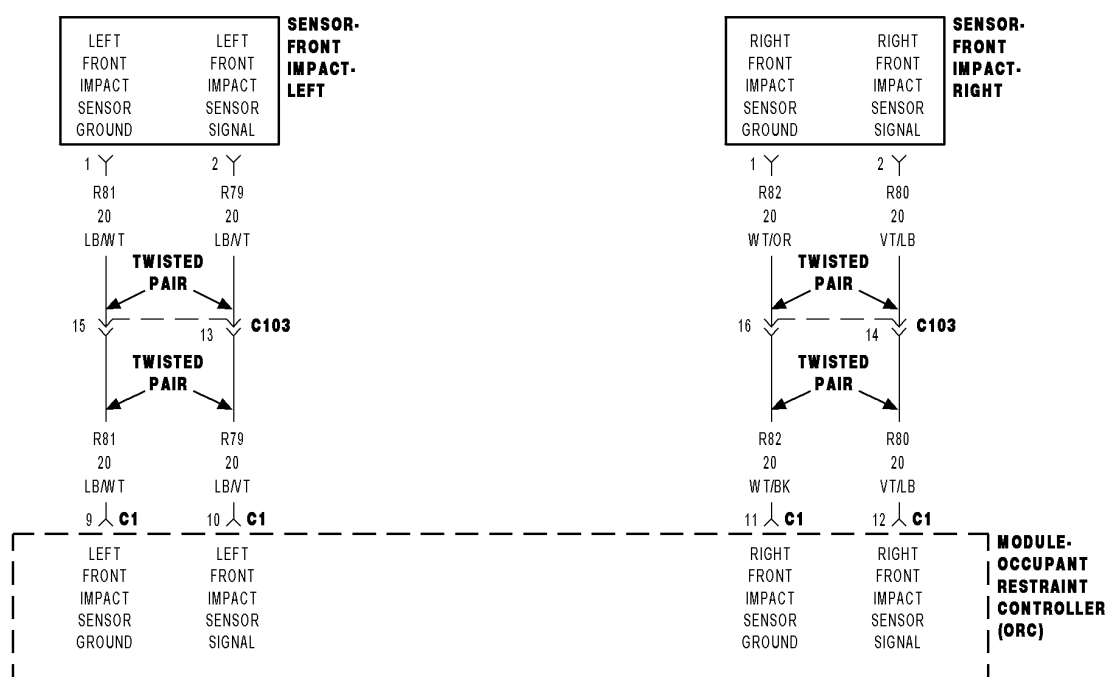 SENSOR-
FRONT
IMPACT-
LEFT
LEFT
FRONT
IMPACT
SENSOR
GROUND
LEFT
FRONT
IMPACT
SENSOR
SIGNAL
SENSOR-
FRONT
IMPACT-
RIGHT
RIGHT
FRONT
IMPACT
SENSOR
GROUND
RIGHT
FRONT
IMPACT
SENSOR
SIGNAL
1 2 1 2
R81 R79 R82 R80
20 20 20 20
LB/WT LB/VT WT/OR VT/LB
TWISTED
PAIR
TWISTED
PAIR
15 13 C103 16 14 C103
TWISTED
PAIR
TWISTED
PAIR
R81 R79 R82 R80
20 20 20 20
LB/WT LB/VT WT/BK VT/LB
9 C1 10 C1 11 C1 12 C1
LEFT
FRONT
IMPACT
SENSOR
GROUND
LEFT
FRONT
IMPACT
SENSOR
SIGNAL
RIGHT
FRONT
IMPACT
SENSOR
GROUND
RIGHT
FRONT
IMPACT
SENSOR
SIGNAL
MODULE-
OCCUPANT
RESTRAINT
CONTROLLER
(ORC)